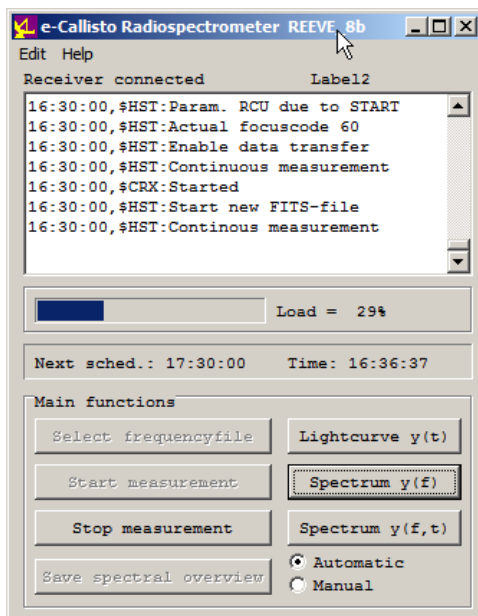 e-Callisto Radiospectrometer REEVE_8b
Edit Help
Receiver connected Label2
16:30:00,$HST:Param. RCU due to START
16:30:00,$HST:Actual focuscode 60
16:30:00,$HST:Enable data transfer
16:30:00,$HST:Continuous measurement
16:30:00,$CRX:Started
16:30:00,$HST:Start new FITS-file
16:30:00,$HST:Continous measurement
Load = 29%
Next sched.: 17:30:00 Time: 16:36:37
Main functions
Select frequencyfile Lightcurve y(t)
Start measurement Spectrum y(f)
Stop measurement Spectrum y(f,t)
Save spectral overview Automatic
Manual